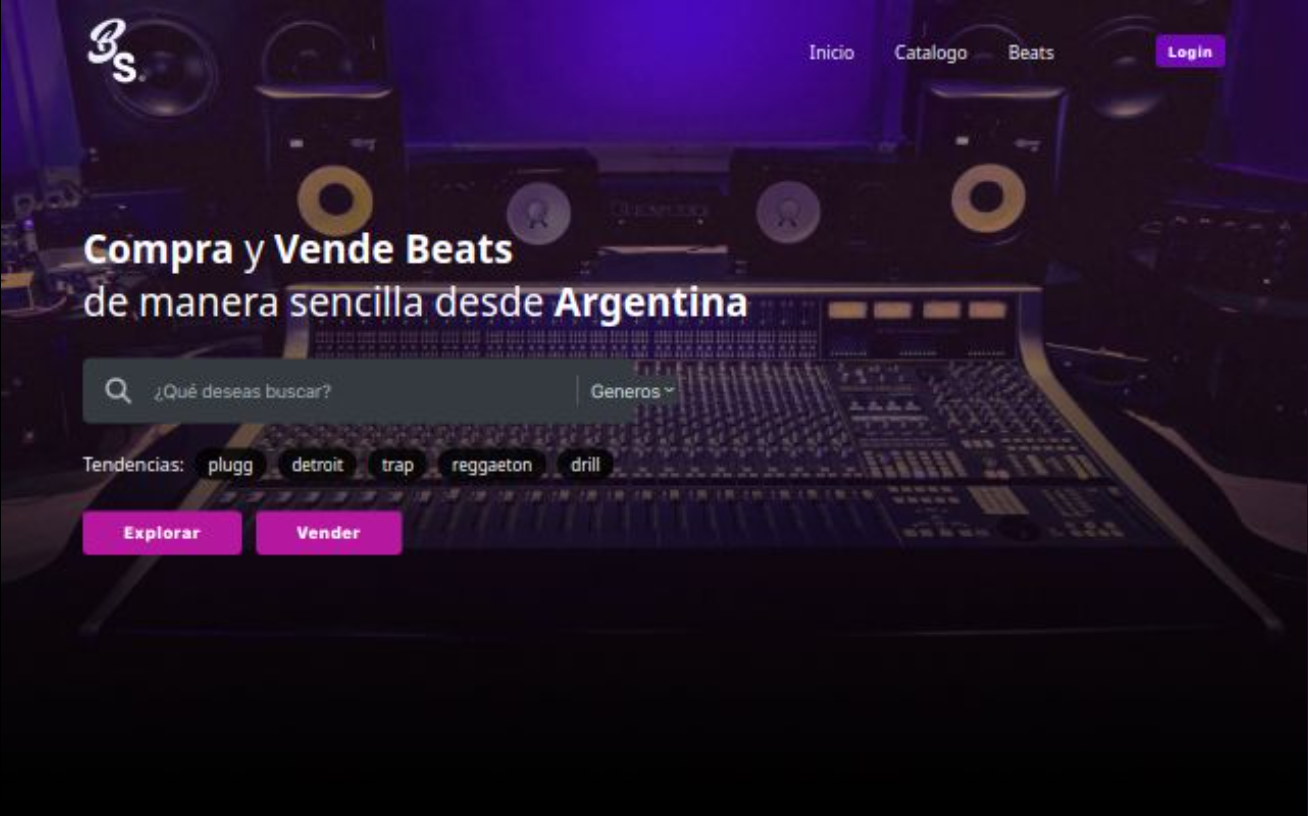 BS
Inicio Catalogo Beats Login
Compra y Vende Beats
de manera sencilla desde Argentina
¿Qué deseas buscar? Generos
Tendencias: plugg detroit trap reggaeton drill
Explorar Vender